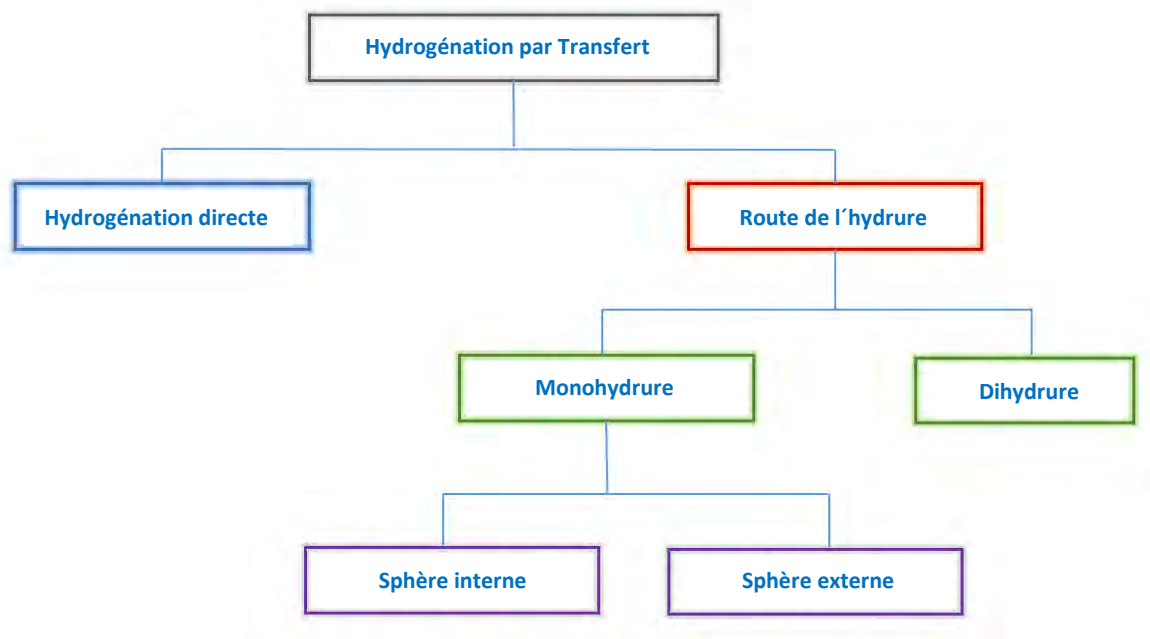 Hydrogénation par Transfert
Hydrogénation directe
Route de l´hydrure
Monohydrure
Dihydrure
Sphère interne
Sphère externe